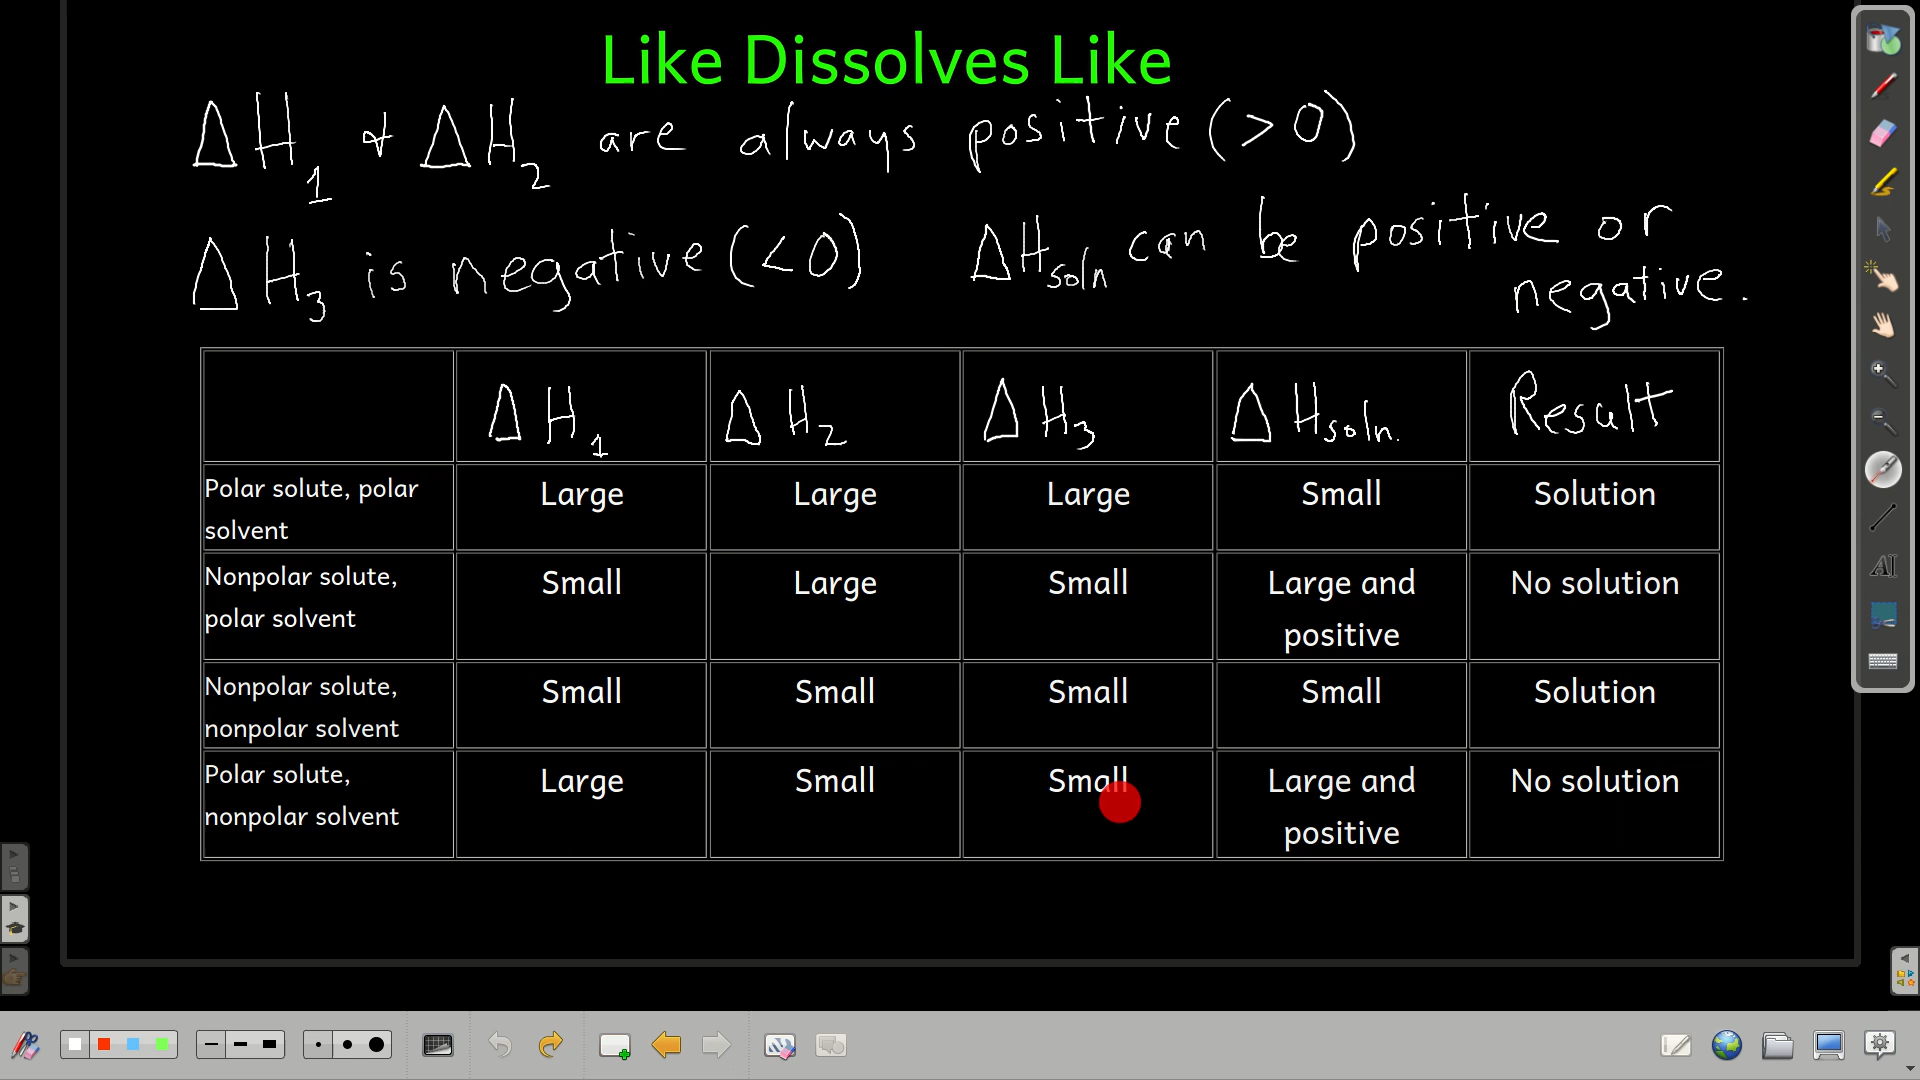 Like Dissolves Like
ΔH₁ & ΔH₂ are always positive (>0)
ΔH₃ is negative (<0) ΔHsoln can be positive or
negative.
ΔH₁ ΔH₂ ΔH₃ ΔHsoln. Result
Polar solute, polar Large Large Large Small Solution
solvent
Nonpolar solute, Small Large Small Large and No solution
polar solvent positive
Nonpolar solute, Small Small Small Small Solution
nonpolar solvent
Polar solute, Large Small Small Large and No solution
nonpolar solvent positive
AI